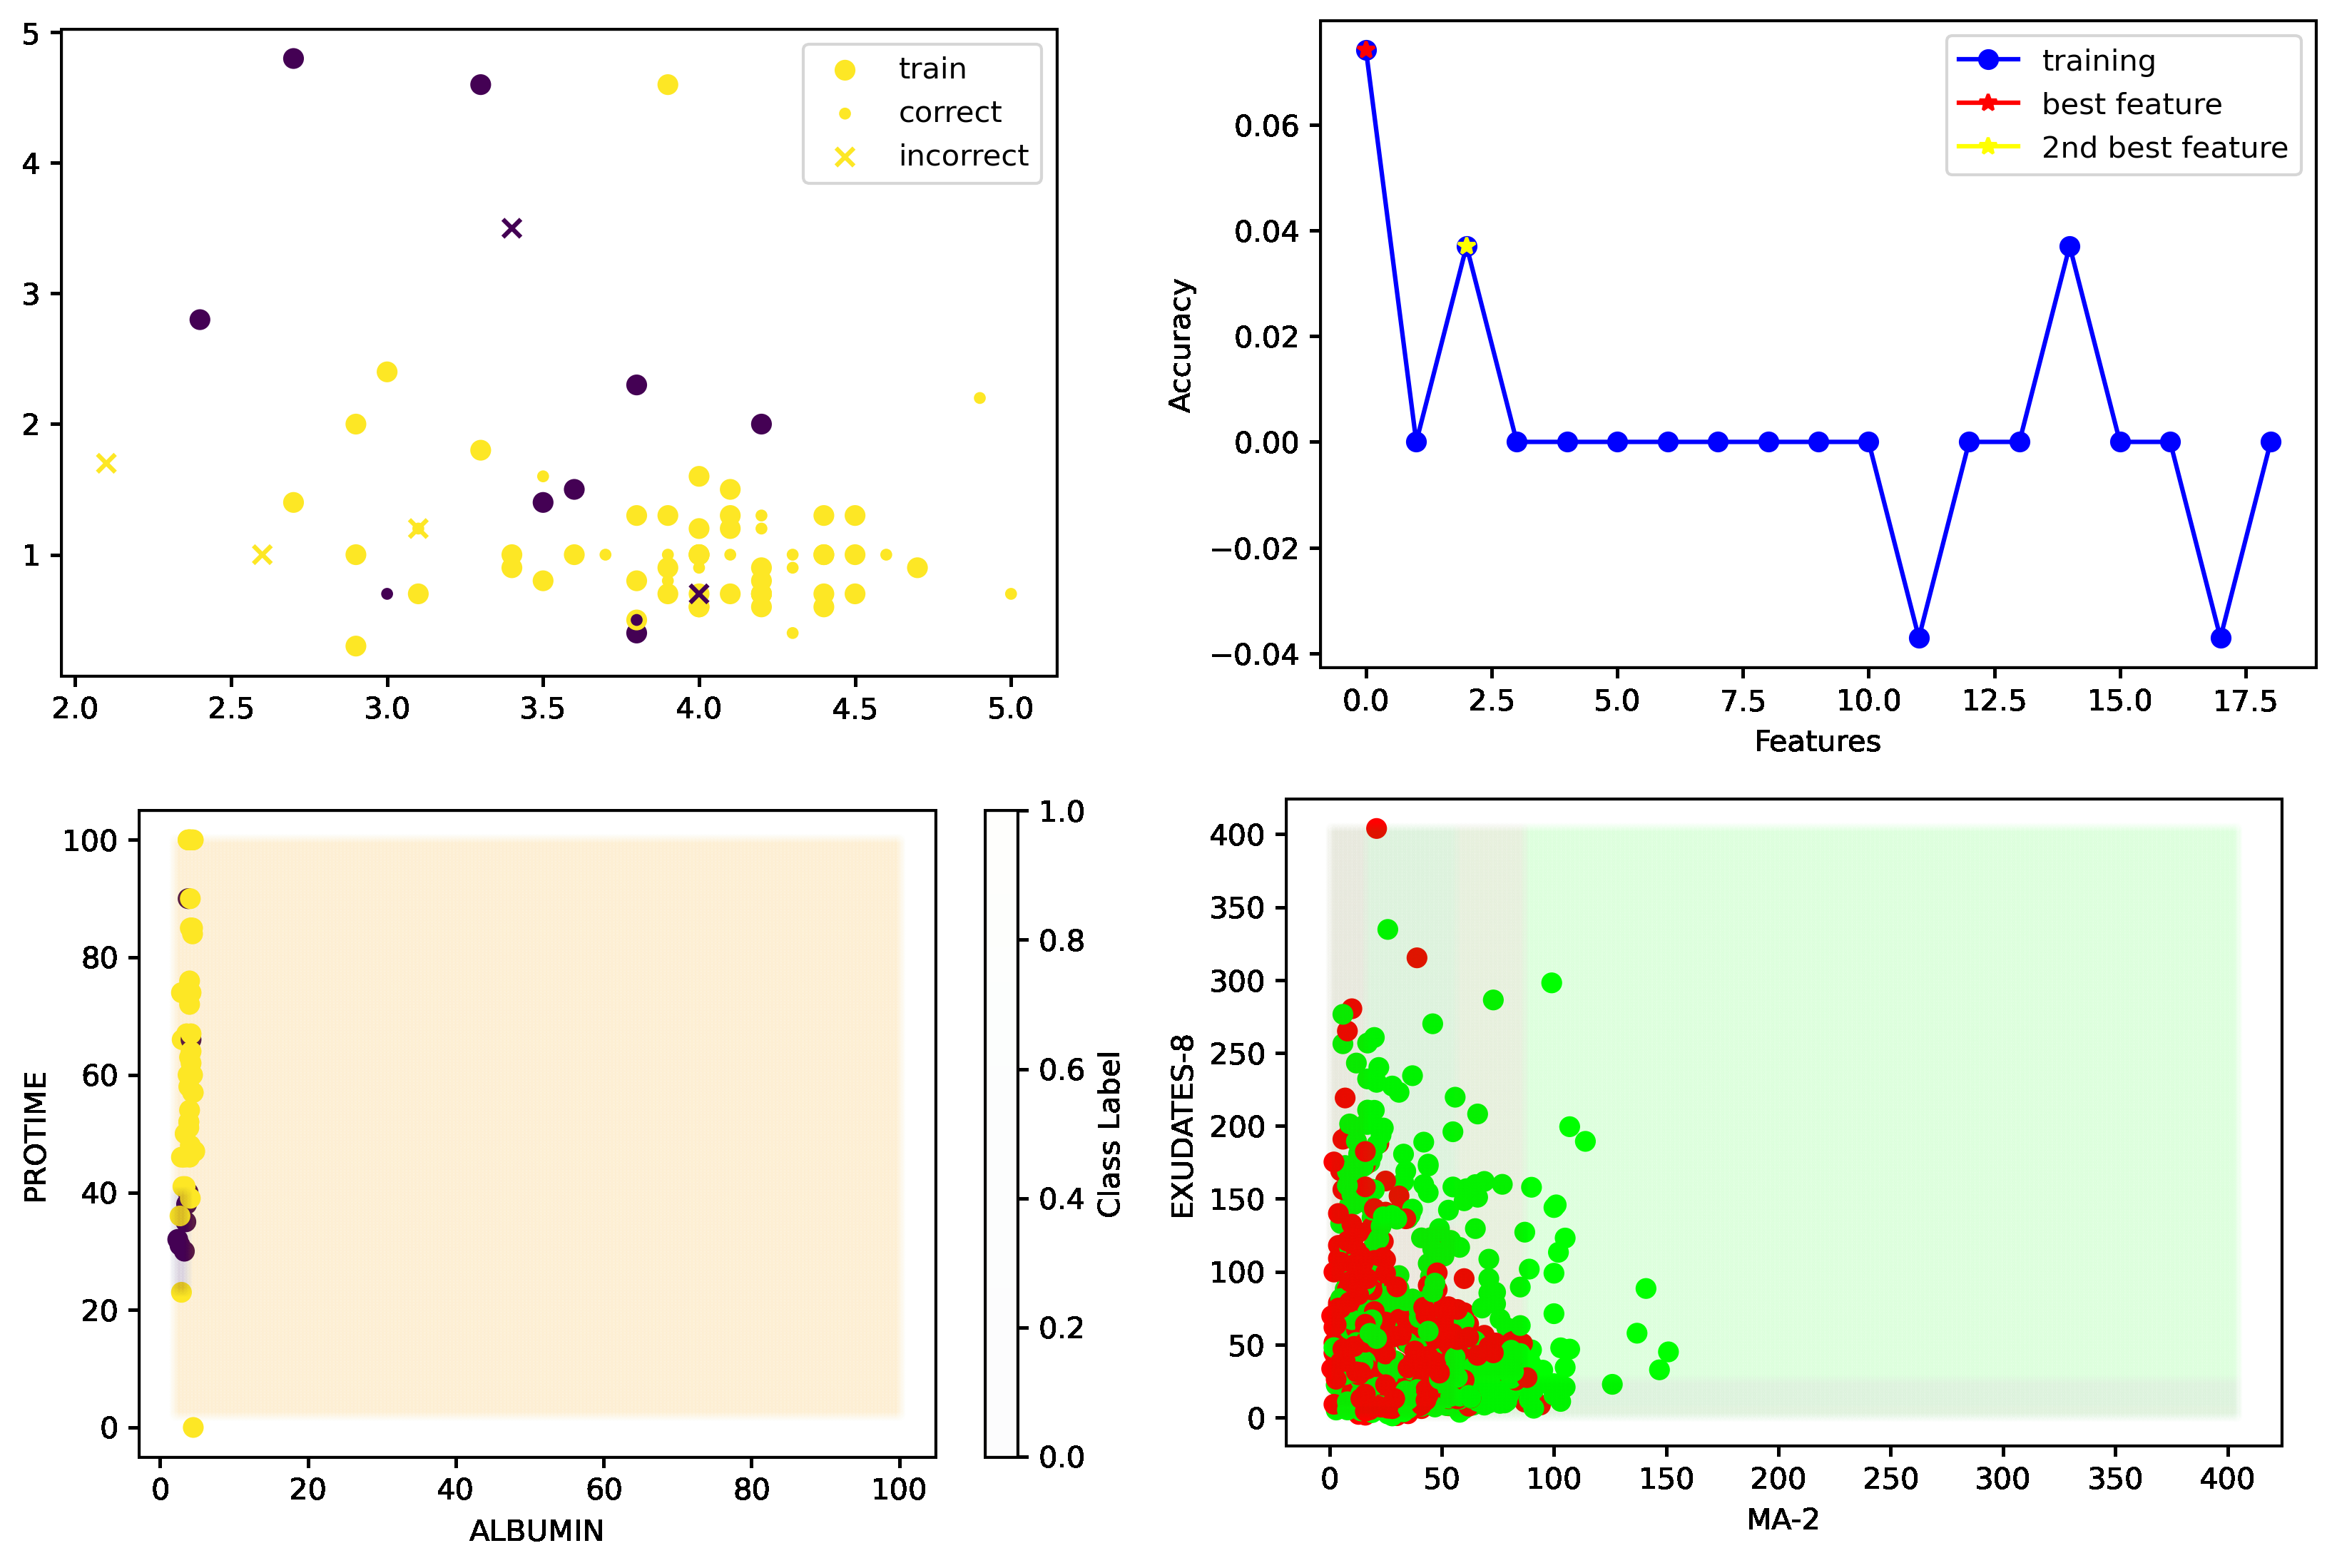 5
4
3
2
1
2.0 2.5 3.0 3.5 4.0 4.5 5.0
train
correct
incorrect
0.06
0.04
0.02
0.00
−0.02
−0.04
Accuracy
0.0 2.5 5.0 7.5 10.0 12.5 15.0 17.5
Features
training
best feature
2nd best feature
100
80
60
40
20
0
PROTIME
0 20 40 60 80 100
ALBUMIN
1.0
0.8
0.6
0.4
0.2
0.0
Class Label
400
350
300
250
200
150
100
50
0
EXUDATES-8
0 50 100 150 200 250 300 350 400
MA-2